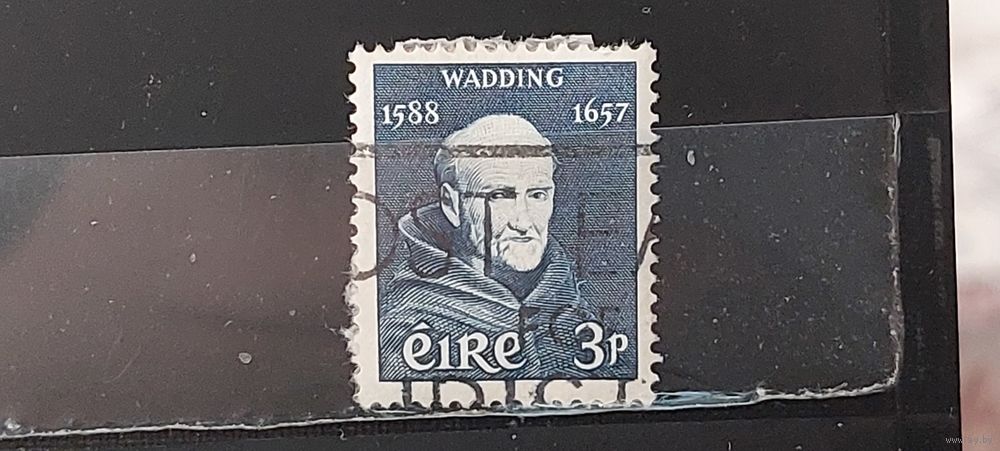 WADDING
1588 1657
éIRe 3p